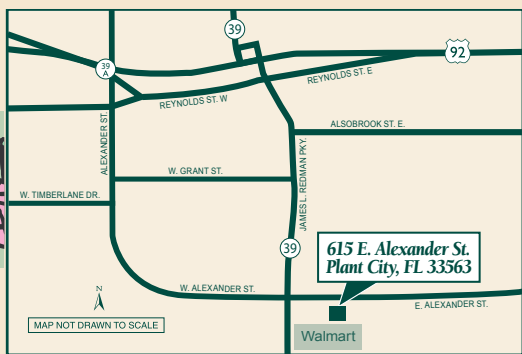 39
92
39
A
REYNOLDS ST. E
REYNOLDS ST. W
ALEXANDER ST.
ALSOBROOK ST. E.
W. GRANT ST.
JAMES L. REDMAN PKY.
W. TIMBERLANE DR.
39
615 E. Alexander St.
Plant City, FL 33563
W. ALEXANDER ST.
E. ALEXANDER ST.
N
MAP NOT DRAWN TO SCALE
Walmart